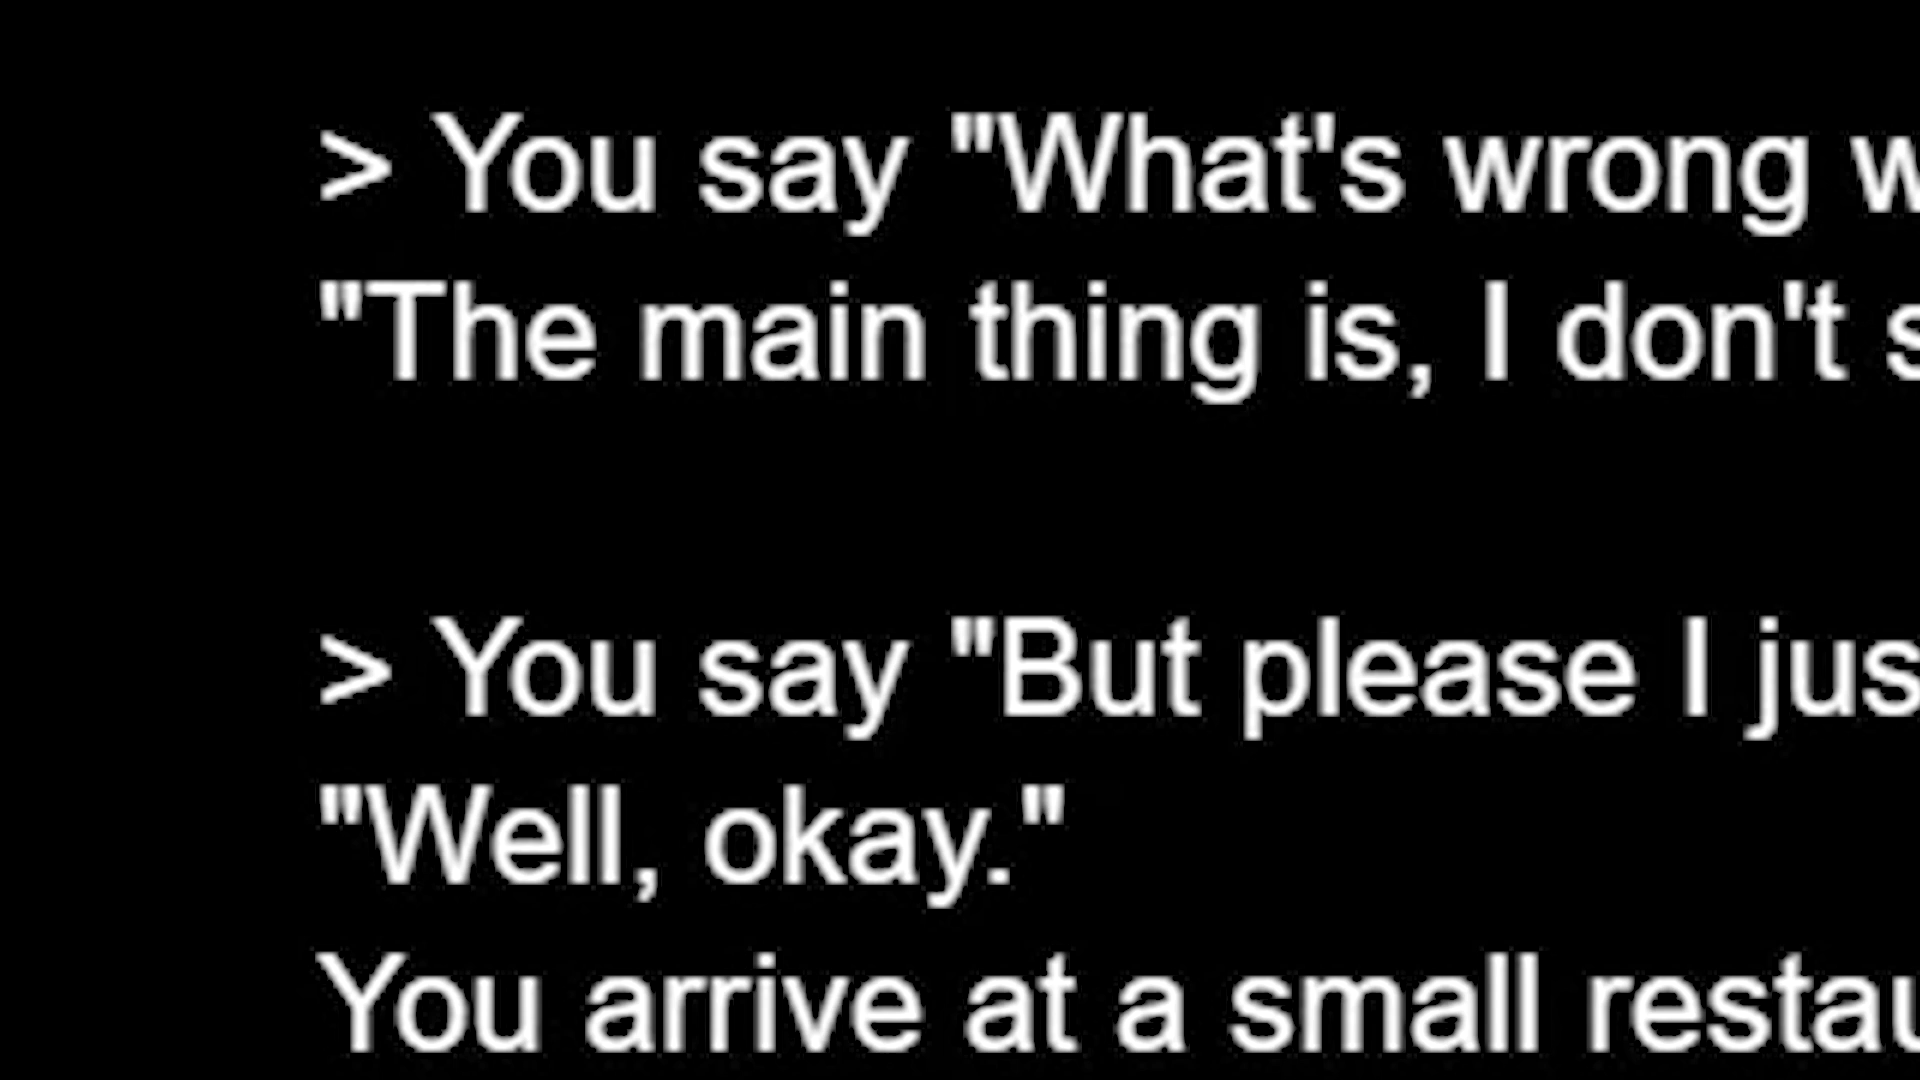 > You say "What's wrong
"The main thing is, I don't
> You say "But please I
"Well, okay."
You arrive at a small